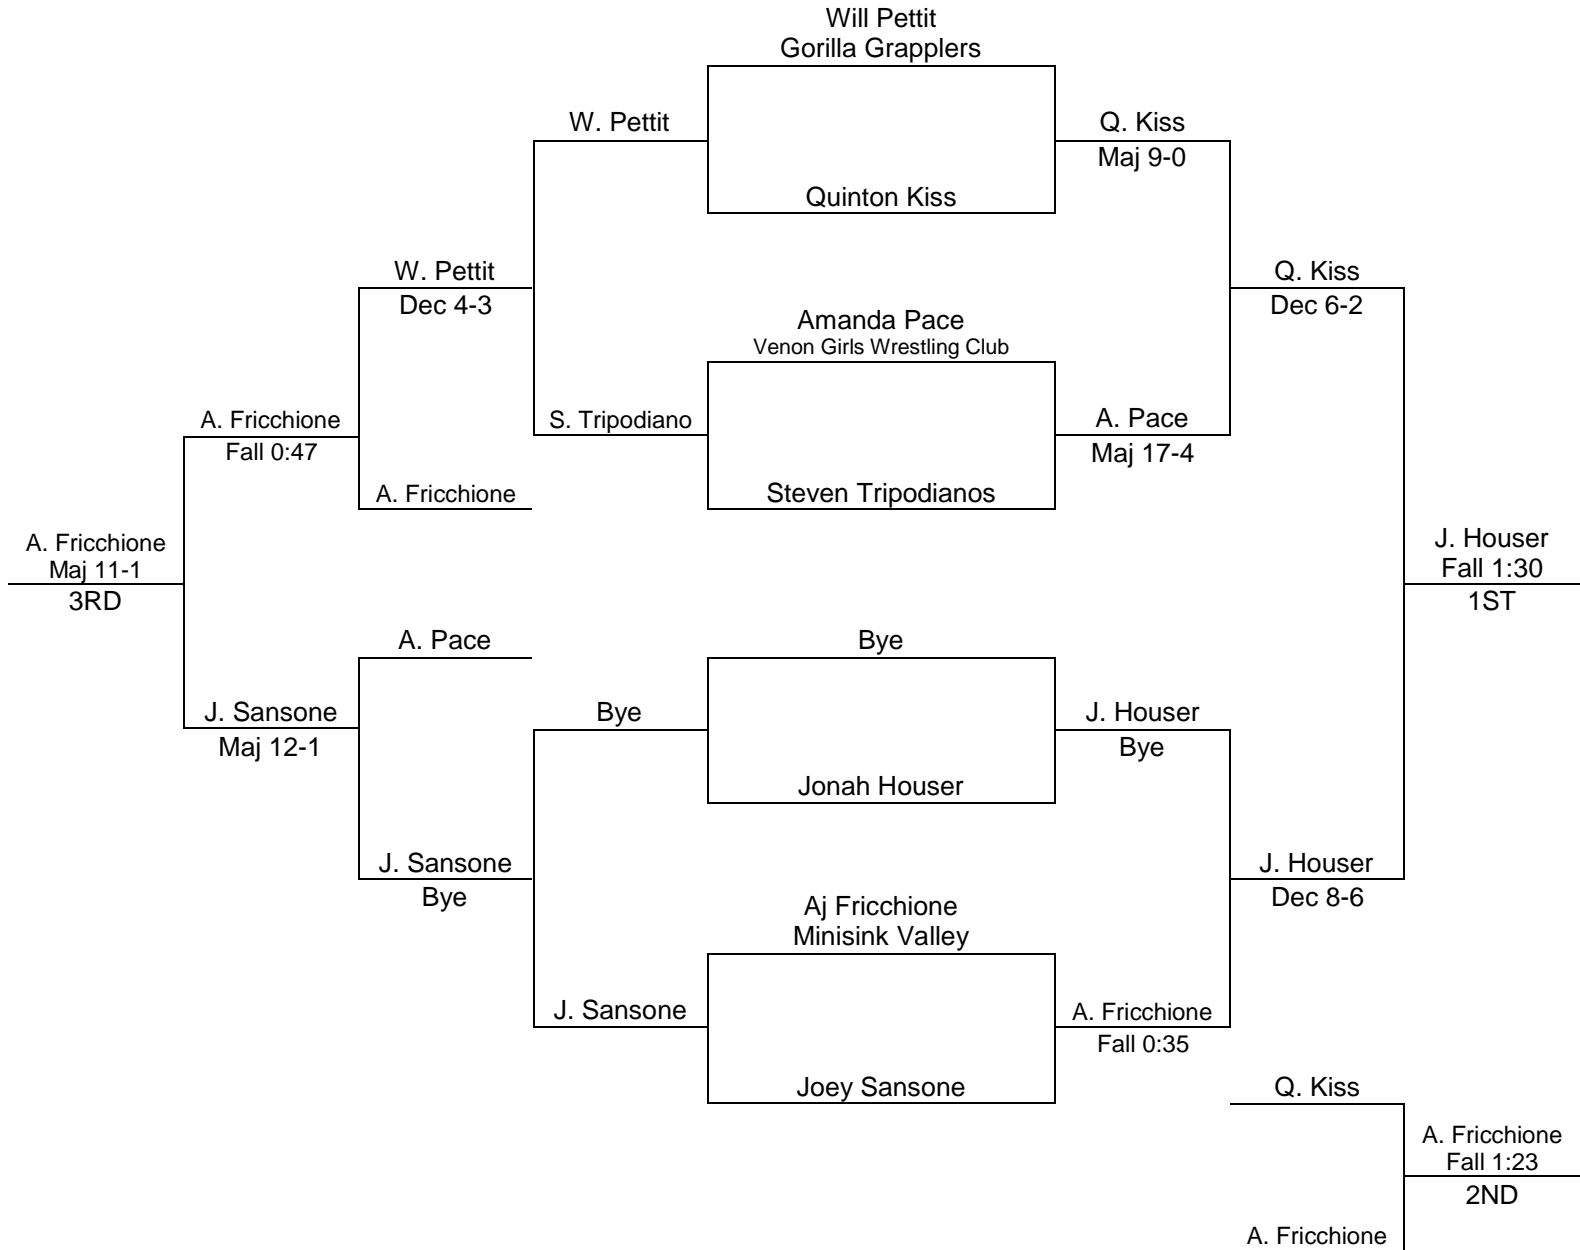 Will Pettit
Gorilla Grapplers
W. Pettit
Q. Kiss
Maj 9-0
Quinton Kiss
W. Pettit
Dec 4-3
Q. Kiss
Dec 6-2
Amanda Pace
Venon Girls Wrestling Club
A. Fricchione
Fall 0:47
S. Tripodiano
A. Pace
Maj 17-4
A. Fricchione
Steven Tripodianos
A. Fricchione
Maj 11-1
3RD
J. Houser
Fall 1:30
1ST
A. Pace
Bye
J. Sansone
Maj 12-1
Bye
J. Houser
Bye
Jonah Houser
J. Sansone
Bye
J. Houser
Dec 8-6
Aj Fricchione
Minisink Valley
J. Sansone
A. Fricchione
Fall 0:35
Joey Sansone
Q. Kiss
A. Fricchione
Fall 1:23
2ND
A. Fricchione